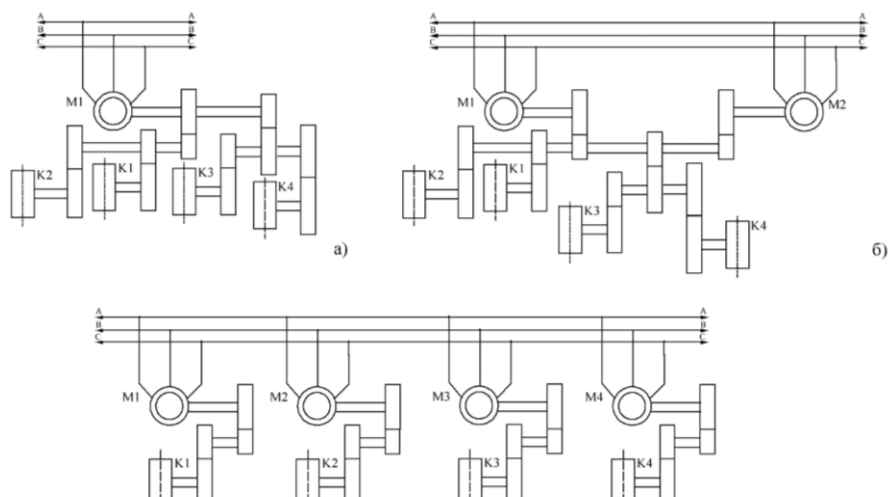 A A
B B
C C
M1
K2 K1 K3 K4
а)
A A
B B
C C
M1 M2
K2 K1 K3 K4
б)
A A
B B
C C
M1 M2 M3 M4
K1 K2 K3 K4